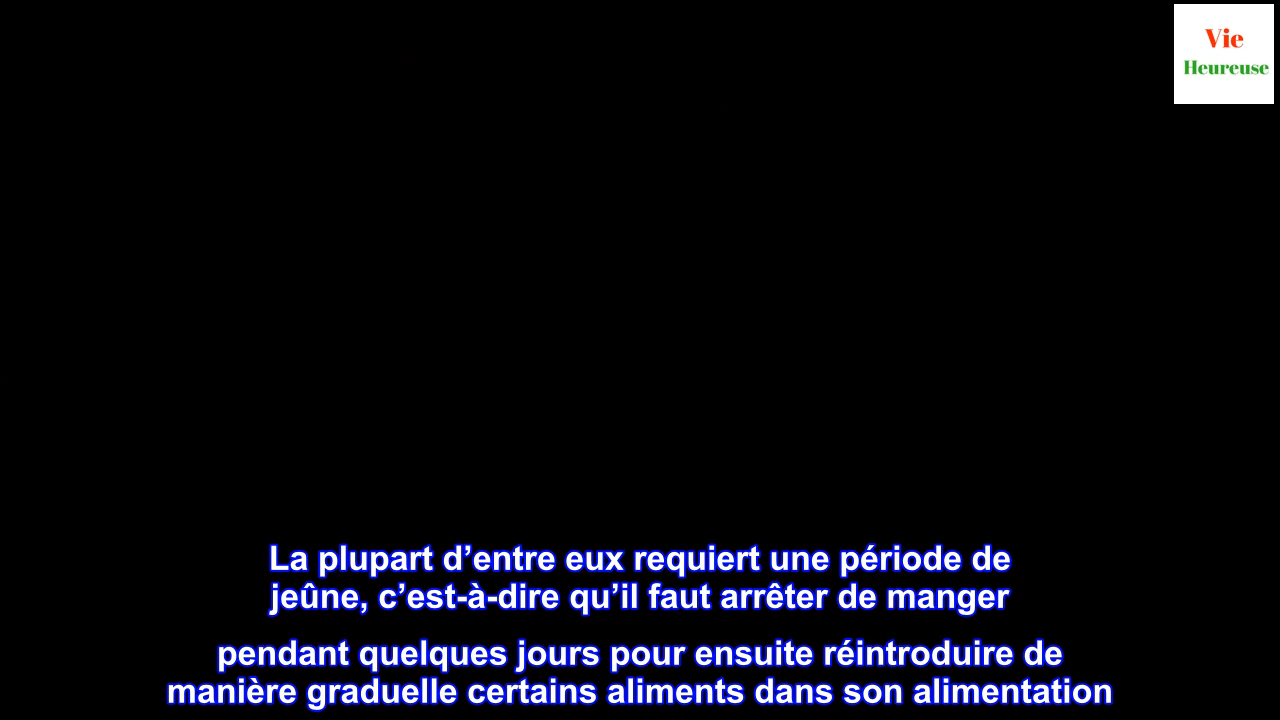 Vie
Heureuse
La plupart d’entre eux requiert une période de
jeûne, c’est-à-dire qu’il faut arrêter de manger
pendant quelques jours pour ensuite réintroduire de
manière graduelle certains aliments dans son alimentation